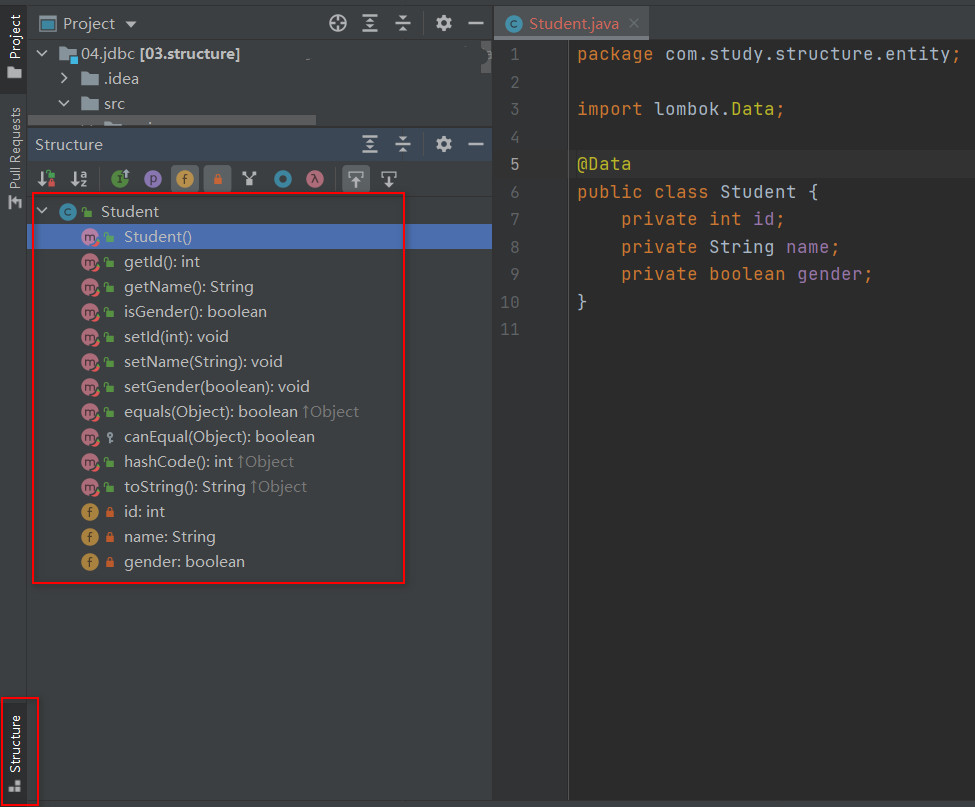 Project
Pull Requests
Structure
Project
04.jdbc [03.structure]
.idea
src
Structure
Student
Student()
getId(): int
getName(): String
isGender(): boolean
setId(int): void
setName(String): void
setGender(boolean): void
equals(Object): boolean ↑Object
canEqual(Object): boolean
hashCode(): int ↑Object
toString(): String ↑Object
id: int
name: String
gender: boolean
Student.java
1 package com.study.structure.entity;
2
3 import lombok.Data;
4
5 @Data
6 public class Student {
7 private int id;
8 private String name;
9 private boolean gender;
10 }
11